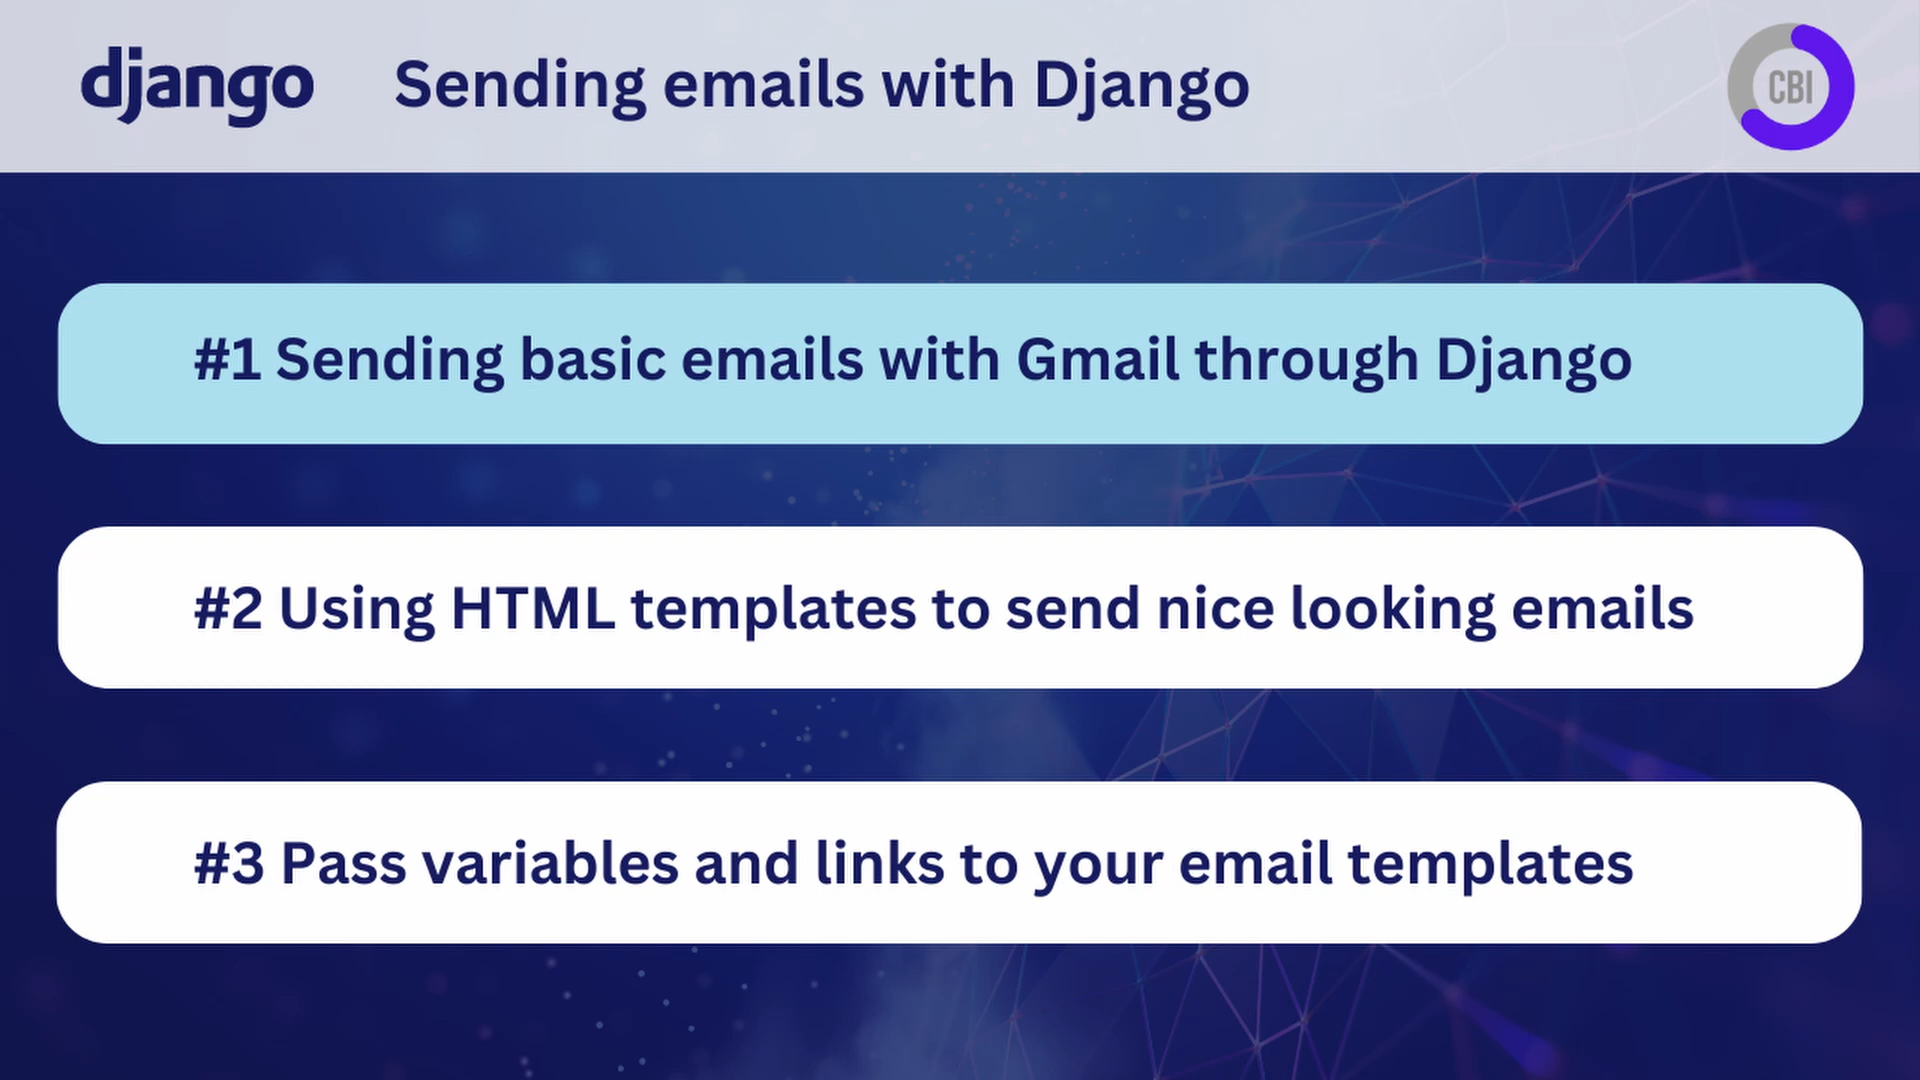 django
Sending emails with Django
CBI
#1 Sending basic emails with Gmail through Django
#2 Using HTML templates to send nice looking emails
#3 Pass variables and links to your email templates